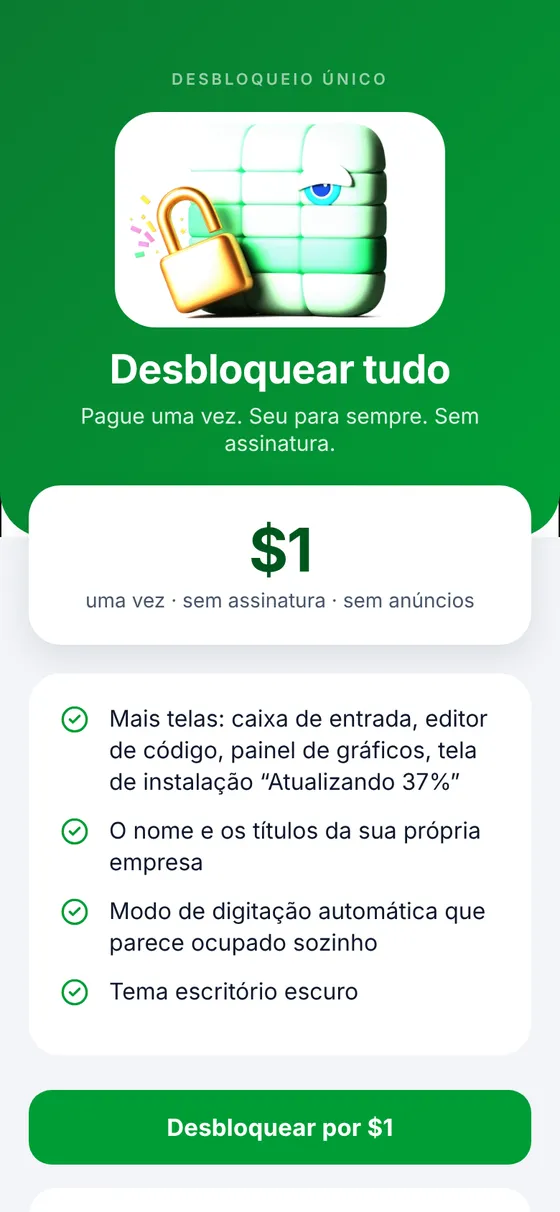 DESBLOQUEIO ÚNICO
Desbloquear tudo
Pague uma vez. Seu para sempre. Sem
assinatura.
$1
uma vez · sem assinatura · sem anúncios
Mais telas: caixa de entrada, editor
de código, painel de gráficos, tela
de instalação “Atualizando 37%”
O nome e os títulos da sua própria
empresa
Modo de digitação automática que
parece ocupado sozinho
Tema escritório escuro
Desbloquear por $1